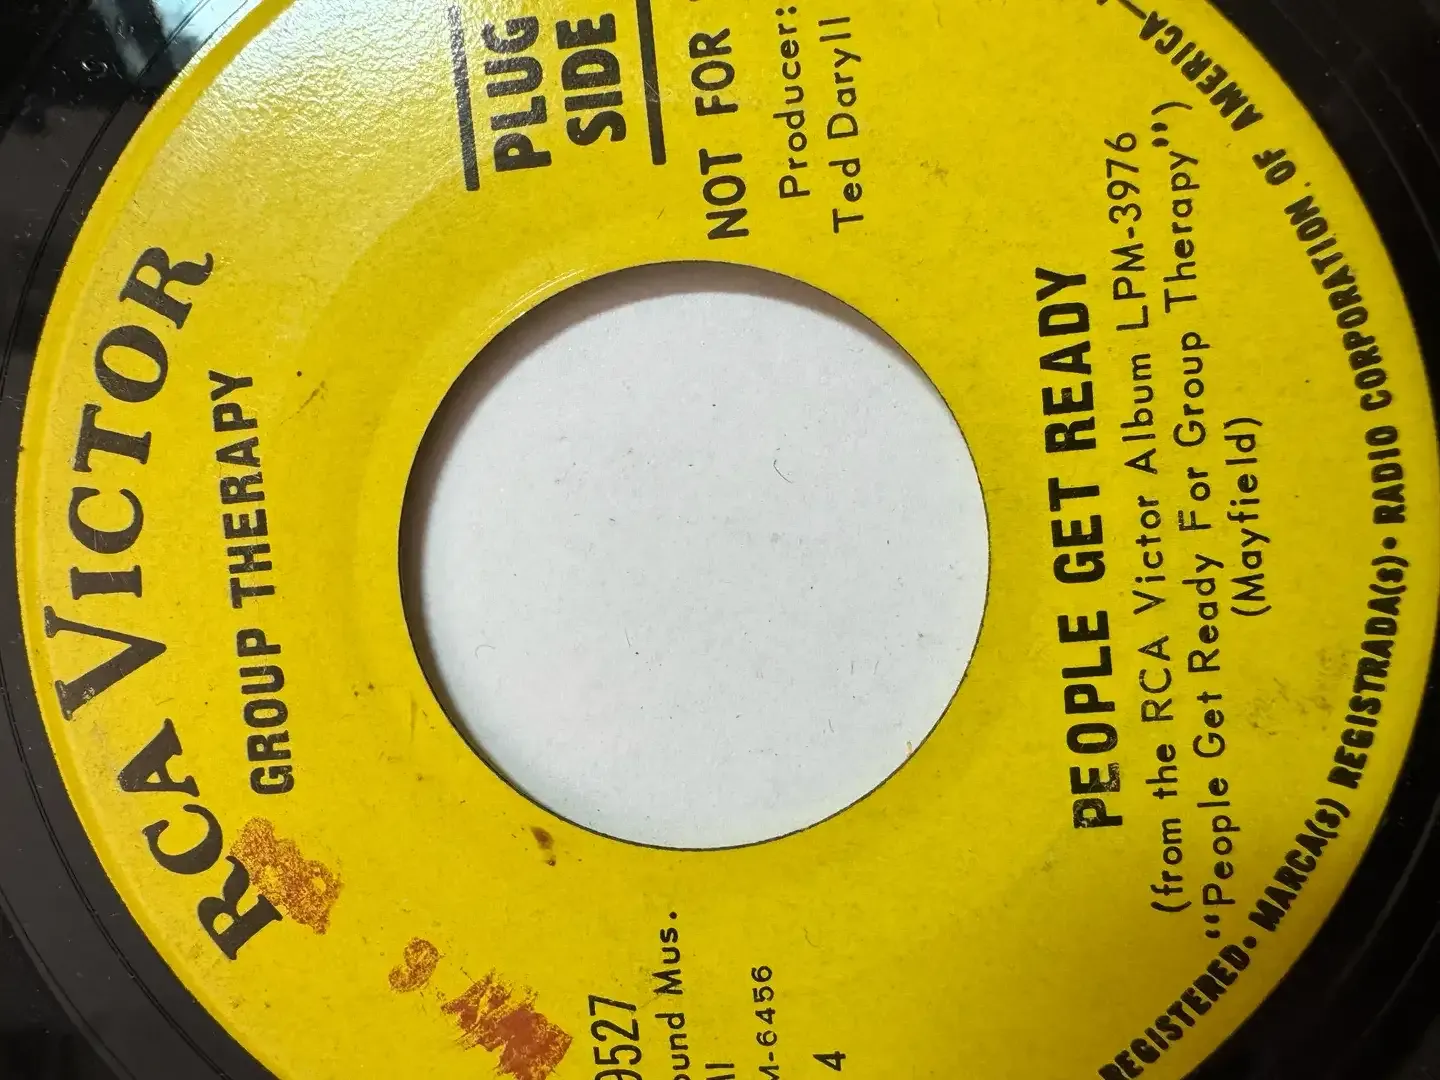 RCA VICTOR
GROUP THERAPY
PLUG
SIDE
NOT FOR
Producer:
Ted Daryll
9527
ound Mus.
M-6456
4
PEOPLE GET READY
(from the RCA Victor Album LPM-3976
"People Get Ready For Group Therapy")
(Mayfield)
REGISTERED • MARCA(S) REGISTRADA(S) • RADIO CORPORATION OF AMERICA—